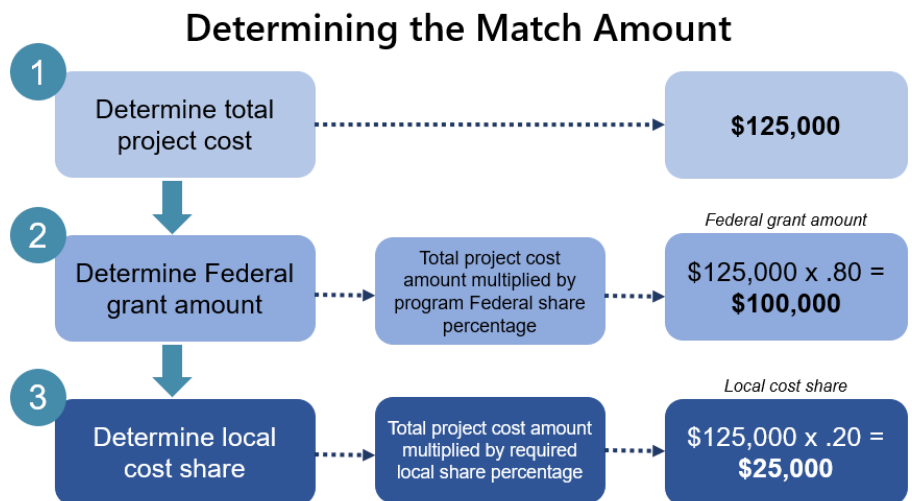 Determining the Match Amount
1
Determine total
project cost
$125,000
2
Determine Federal
grant amount
Total project cost
amount multiplied by
program Federal share
percentage
Federal grant amount
$125,000 x .80 =
$100,000
3
Determine local
cost share
Total project cost amount
multiplied by required
local share percentage
Local cost share
$125,000 x .20 =
$25,000